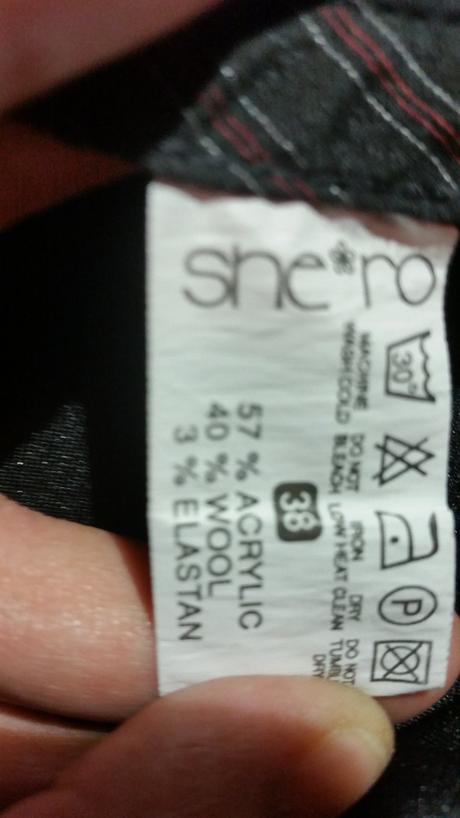 she*ro
30°
MACHINE WASH COLD
DO NOT BLEACH
IRON LOW HEAT
DRY CLEAN
DO NOT TUMBLE DRY
P
38
57 % ACRYLIC
40 % WOOL
3 % ELASTAN